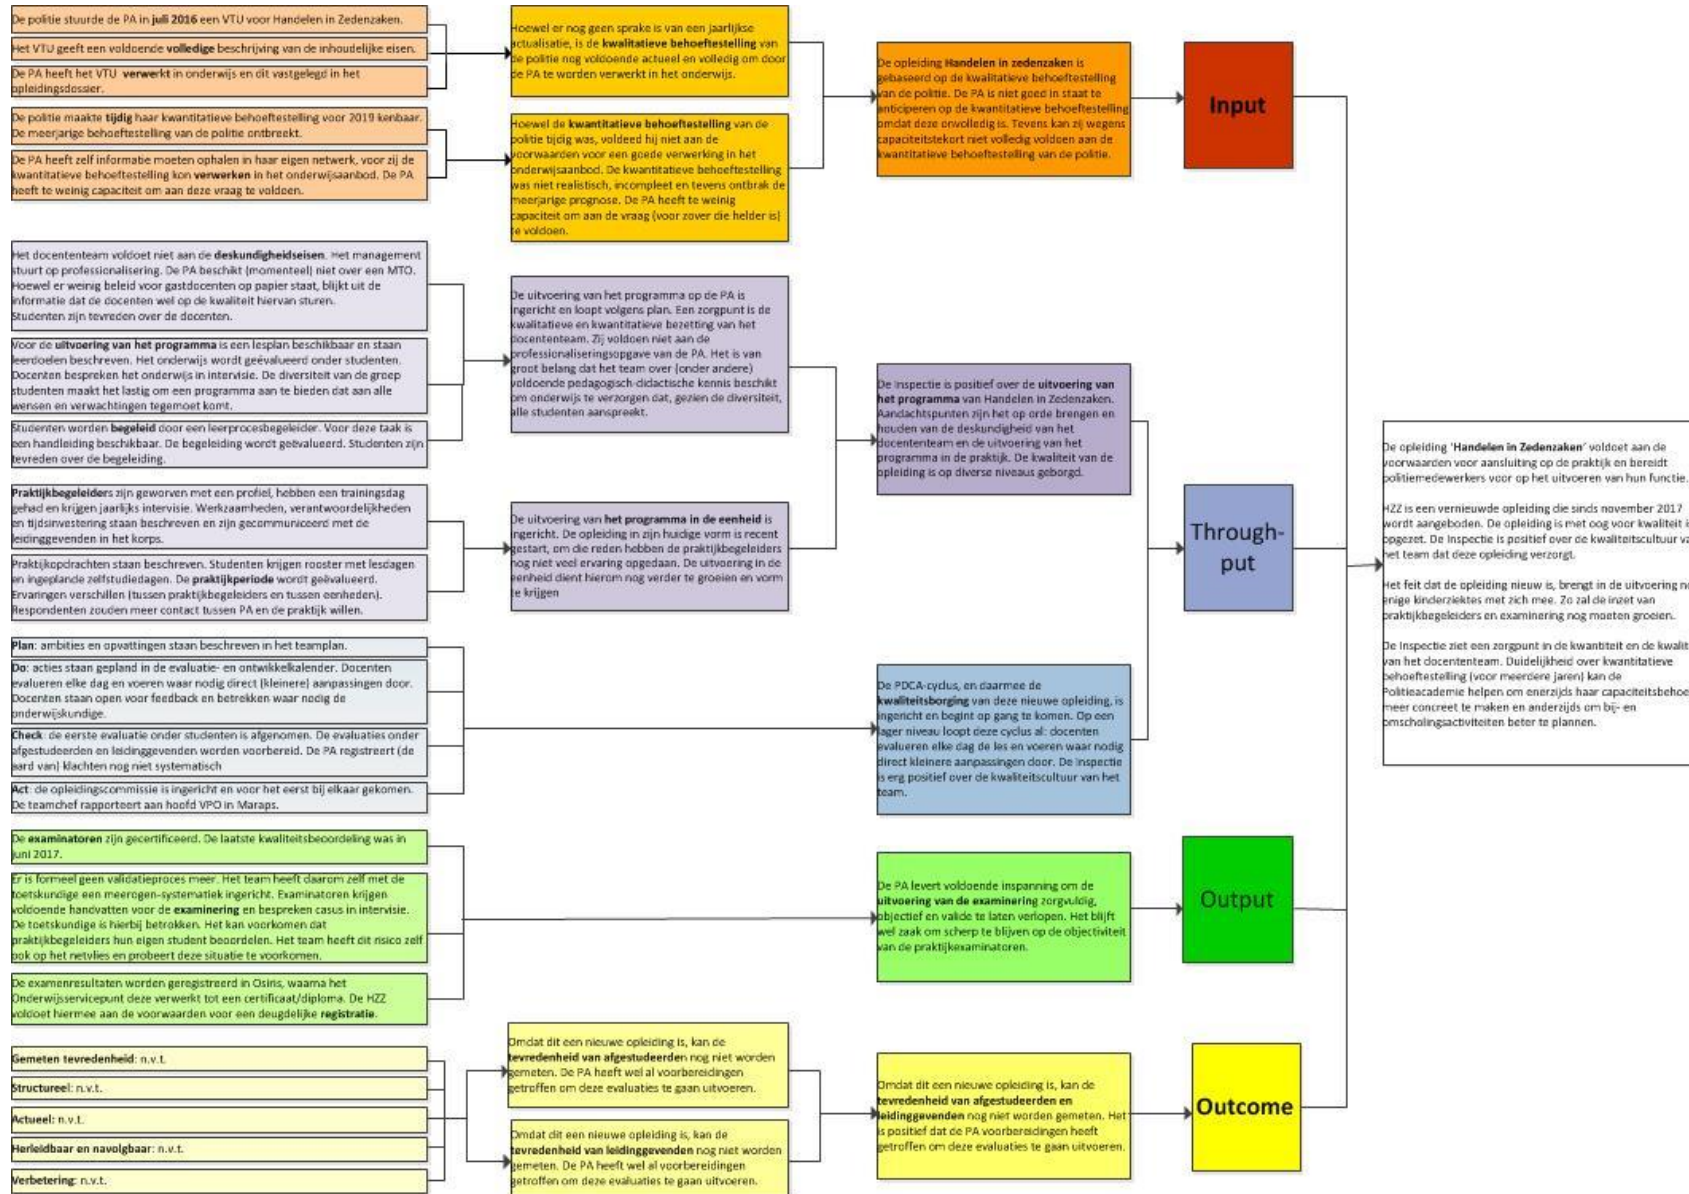 De politie stuurde de PA in juli 2016 een VTU voor Handelen in Zedenzaken.
Het VTU geeft een voldoende volledige beschrijving van de inhoudelijke eisen.
De PA heeft het VTU verwerkt in onderwijs en dit vastgelegd in het
opleidingsdossier.
De politie maakte tijdig haar kwantitatieve behoeftestelling voor 2019 kenbaar.
De meerjarige behoeftestelling van de politie ontbreekt.
De PA heeft zelf informatie moeten ophalen in haar eigen netwerk, voor zij de
kwantitatieve behoeftestelling kon verwerken in het onderwijsaanbod. De PA
heeft te weinig capaciteit om aan deze vraag te voldoen.
Hoewel er nog geen sprake is van een jaarlijkse
actualisatie, is de kwalitatieve behoeftestelling van
de politie nog voldoende actueel en volledig om door
de PA te worden verwerkt in het onderwijs.
Hoewel de kwantitatieve behoeftestelling van de
politie tijdig was, voldeed hij niet aan de
voorwaarden voor een goede verwerking in het
onderwijsaanbod. De kwantitatieve behoeftestelling
was niet realistisch, incompleet en tevens ontbrak de
meerjarige prognose. De PA heeft te weinig
capaciteit om aan de vraag (voor zover die helder is)
te voldoen.
De opleiding Handelen in zedenzaken is
gebaseerd op de kwalitatieve behoeftestelling
van de politie. De PA is niet goed in staat te
anticiperen op de kwantitatieve behoeftestelling
omdat deze onvolledig is. Tevens kan zij wegens
capaciteitstekort niet volledig voldoen aan de
kwantitatieve behoeftestelling van de politie.
Input
Het docententeam voldoet niet aan de deskundigheidseisen. Het management
stuurt op professionalisering. De PA beschikt (momenteel) niet over een MTO.
Hoewel er weinig beleid voor gastdocenten op papier staat, blijkt uit de
informatie dat de docenten wel op de kwaliteit hiervan sturen.
Studenten zijn tevreden over de docenten.
Voor de uitvoering van het programma is een lesplan beschikbaar en staan
leerdoelen beschreven. Het onderwijs wordt geëvalueerd onder studenten.
Docenten bespreken het onderwijs in intervisie. De diversiteit van de groep
studenten maakt het lastig om een programma aan te bieden dat aan alle
wensen en verwachtingen tegemoet komt.
Studenten worden begeleid door een leerprocesbegeleider. Voor deze taak is
een handleiding beschikbaar. De begeleiding wordt geëvalueerd. Studenten zijn
tevreden over de begeleiding.
Praktijkbegeleiders zijn geworven met een profiel, hebben een trainingsdag
gehad en krijgen jaarlijks intervisie. Werkzaamheden, verantwoordelijkheden
en tijdsinvestering staan beschreven en zijn gecommuniceerd met de
leidinggevenden in het korps.
Praktijkopdrachten staan beschreven. Studenten krijgen rooster met lesdagen
en ingeplande zelfstudiedagen. De praktijkperiode wordt geëvalueerd.
Ervaringen verschillen (tussen praktijkbegeleiders en tussen eenheden).
Respondenten zouden meer contact tussen PA en de praktijk willen.
De uitvoering van het programma op de PA is
ingericht en loopt volgens plan. Een zorgpunt is de
kwalitatieve en kwantitatieve bezetting van het
docententeam. Zij voldoen niet aan de
professionaliseringsopgave van de PA. Het is van
groot belang dat het team over (onder andere)
voldoende pedagogisch-didactische kennis beschikt
om onderwijs te verzorgen dat, gezien de diversiteit,
alle studenten aanspreekt.
De uitvoering van het programma in de eenheid is
ingericht. De opleiding in zijn huidige vorm is recent
gestart, om die reden hebben de praktijkbegeleiders
nog niet veel ervaring opgedaan. De uitvoering in de
eenheid dient hierom nog verder te groeien en vorm
te krijgen
De Inspectie is positief over de uitvoering van
het programma van Handelen in Zedenzaken.
Aandachtspunten zijn het op orde brengen en
houden van de deskundigheid van het
docententeam en de uitvoering van het
programma in de praktijk. De kwaliteit van de
opleiding is op diverse niveaus geborgd.
Through-
put
Plan: ambities en opvattingen staan beschreven in het teamplan.
Do: acties staan gepland in de evaluatie- en ontwikkelkalender. Docenten
evalueren elke dag en voeren waar nodig direct (kleinere) aanpassingen door.
Docenten staan open voor feedback en betrekken waar nodig de
onderwijskundige.
Check: de eerste evaluatie onder studenten is afgenomen. De evaluaties onder
afgestudeerden en leidinggevenden worden voorbereid. De PA registreert (de
aard van) klachten nog niet systematisch
Act: de opleidingscommissie is ingericht en voor het eerst bij elkaar gekomen.
De teamchef rapporteert aan hoofd VPO in Maraps.
De PDCA-cyclus, en daarmee de
kwaliteitsborging van deze nieuwe opleiding, is
ingericht en begint op gang te komen. Op een
lager niveau loopt deze cyclus al: docenten
evalueren elke dag de les en voeren waar nodig
direct kleinere aanpassingen door. De Inspectie
is erg positief over de kwaliteitscultuur van het
team.
De examinatoren zijn gecertificeerd. De laatste kwaliteitsbeoordeling was in
juni 2017.
Er is formeel geen validatieproces meer. Het team heeft daarom zelf met de
toetskundige een meerogen-systematiek ingericht. Examinatoren krijgen
voldoende handvatten voor de examinering en bespreken casus in intervisie.
De toetskundige is hierbij betrokken. Het kan voorkomen dat
praktijkbegeleiders hun eigen student beoordelen. Het team heeft dit risico zelf
ook op het netvlies en probeert deze situatie te voorkomen.
De examenresultaten worden geregistreerd in Osiris, waarna het
Onderwijsservicepunt deze verwerkt tot een certificaat/diploma. De HZZ
voldoet hiermee aan de voorwaarden voor een deugdelijke registratie.
De PA levert voldoende inspanning om de
uitvoering van de examinering zorgvuldig,
objectief en valide te laten verlopen. Het blijft
wel zaak om scherp te blijven op de objectiviteit
van de praktijkexaminatoren.
Output
Gemeten tevredenheid: n.v.t.
Structureel: n.v.t.
Actueel: n.v.t.
Herleidbaar en navolgbaar: n.v.t.
Verbetering: n.v.t.
Omdat dit een nieuwe opleiding is, kan de
tevredenheid van afgestudeerden nog niet worden
gemeten. De PA heeft wel al voorbereidingen
getroffen om deze evaluaties te gaan uitvoeren.
Omdat dit een nieuwe opleiding is, kan de
tevredenheid van leidinggevenden nog niet worden
gemeten. De PA heeft wel al voorbereidingen
getroffen om deze evaluaties te gaan uitvoeren.
Omdat dit een nieuwe opleiding is, kan de
tevredenheid van afgestudeerden en
leidinggevenden nog niet worden gemeten. Het
is positief dat de PA voorbereidingen heeft
getroffen om deze evaluaties te gaan uitvoeren.
Outcome
De opleiding 'Handelen in Zedenzaken' voldoet aan de
voorwaarden voor aansluiting op de praktijk en bereidt
politiemedewerkers voor op het uitvoeren van hun functie.
HZZ is een vernieuwde opleiding die sinds november 2017
wordt aangeboden. De opleiding is met oog voor kwaliteit
opgezet. De Inspectie is positief over de kwaliteitscultuur
het team dat deze opleiding verzorgt.
Het feit dat de opleiding nieuw is, brengt in de uitvoering
enige kinderziektes met zich mee. Zo zal de inzet van
praktijkbegeleiders en examinering nog moeten groeien.
De Inspectie ziet een zorgpunt in de kwantiteit en de
van het docententeam. Duidelijkheid over kwantitatieve
behoeftestelling (voor meerdere jaren) kan de
Politieacademie helpen om enerzijds haar
meer concreet te maken en anderzijds om bij- en
omscholingsactiviteiten beter te plannen.